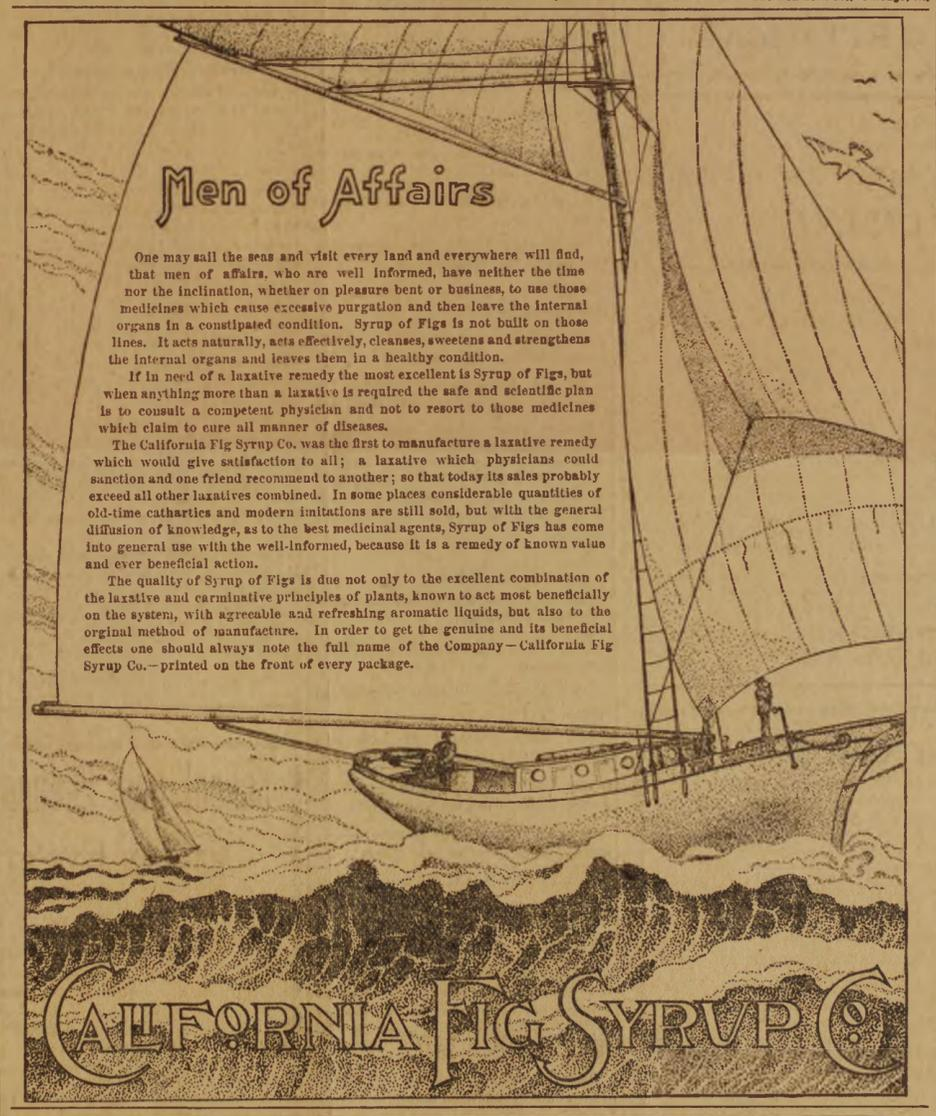 Men of Affairs
One may sail the seas and visit every land and everywhere will find,
that men of affairs, who are well informed, have neither the time
nor the inclination, whether on pleasure bent or business, to use those
medicines which cause excessive purgation and then leave the internal
organs in a constipated condition. Syrup of Figs is not built on those
lines. It acts naturally, acts effectively, cleanses, sweetens and strengthens
the internal organs and leaves them in a healthy condition.
If in need of a laxative remedy the most excellent is Syrup of Figs, but
when anything more than a laxative is required the safe and scientific plan
is to consult a competent physician and not to resort to those medicines
which claim to cure all manner of diseases.
The California Fig Syrup Co. was the first to manufacture a laxative remedy
which would give satisfaction to all; a laxative which physicians could
sanction and one friend recommend to another; so that today its sales probably
exceed all other laxatives combined. In some places considerable quantities of
old-time cathartics and modern imitations are still sold, but with the general
diffusion of knowledge, as to the best medicinal agents, Syrup of Figs has come
into general use with the well-informed, because it is a remedy of known value
and ever beneficial action.
The quality of Syrup of Figs is due not only to the excellent combination of
the laxative and carminative principles of plants, known to act most beneficially
on the system, with agreeable and refreshing aromatic liquids, but also to the
orginal method of manufacture. In order to get the genuine and its beneficial
effects one should always note the full name of the Company—California Fig
Syrup Co.—printed on the front of every package.
CALIFORNIA FIG SYRUP CO.